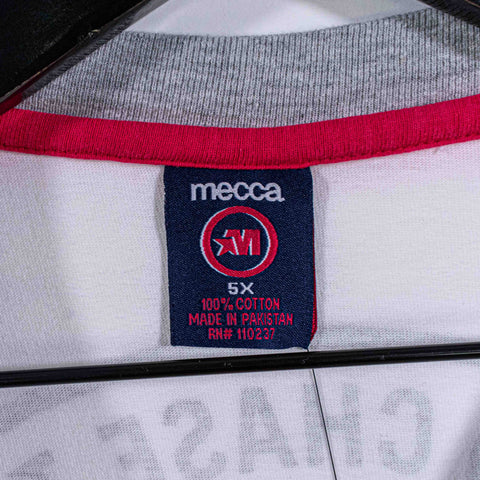 mecca
M
5X
100% COTTON
MADE IN PAKISTAN
RN# 110237
CHASE